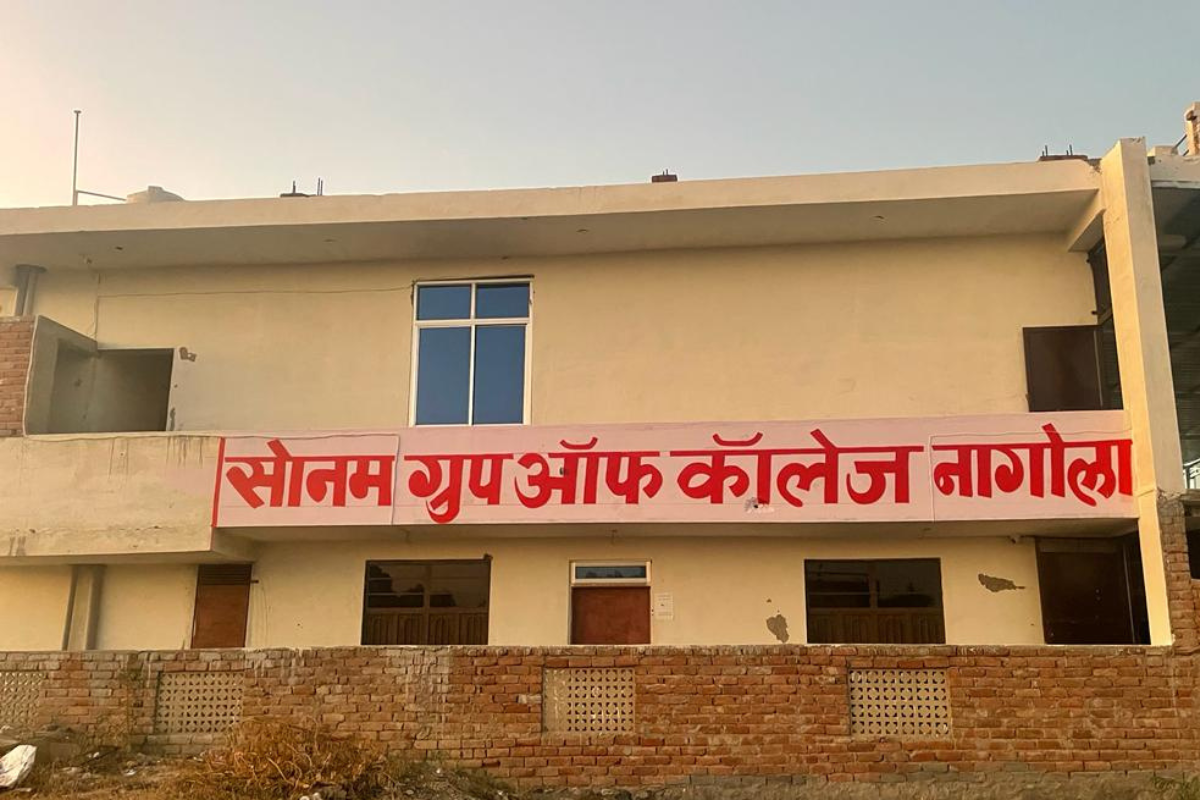 सोनम ग्रुप ऑफ कॉलेज नागोला